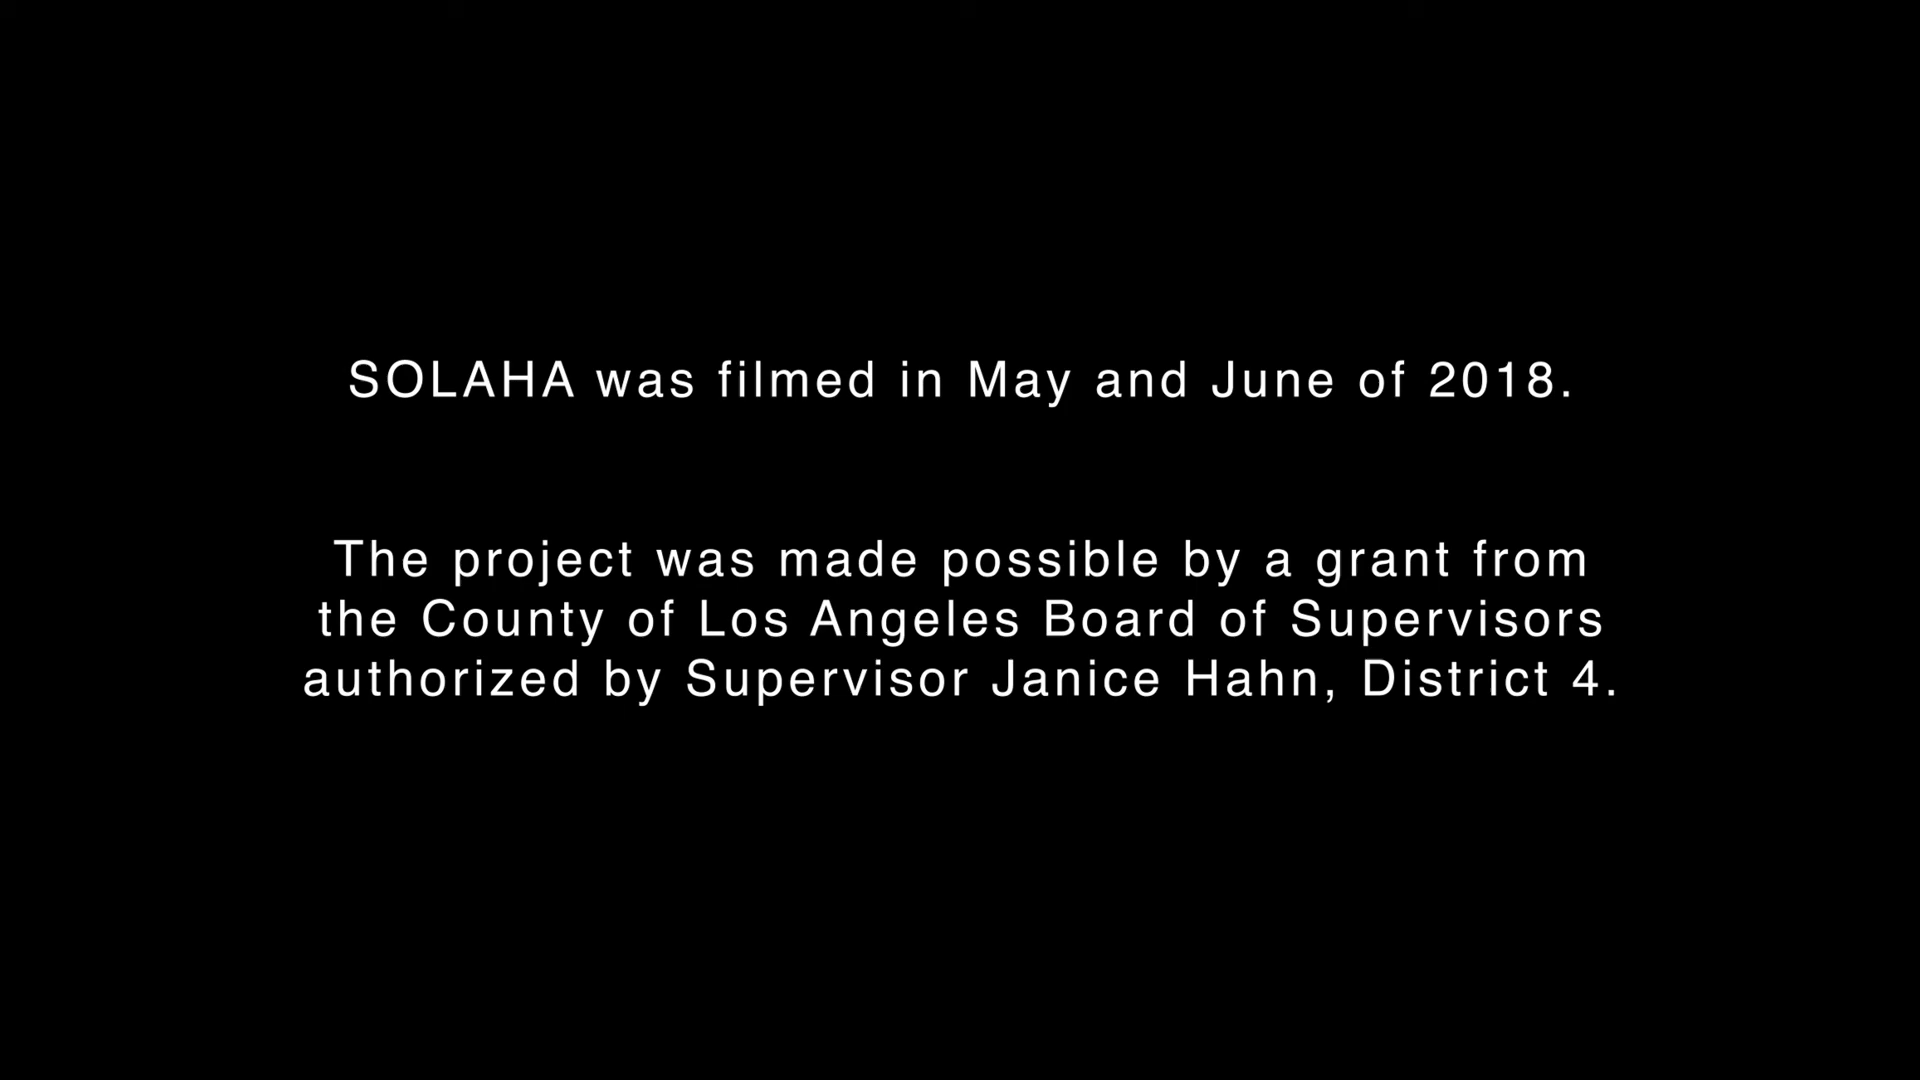 SOLAHA was filmed in May and June of 2018.
The project was made possible by a grant from
the County of Los Angeles Board of Supervisors
authorized by Supervisor Janice Hahn, District 4.